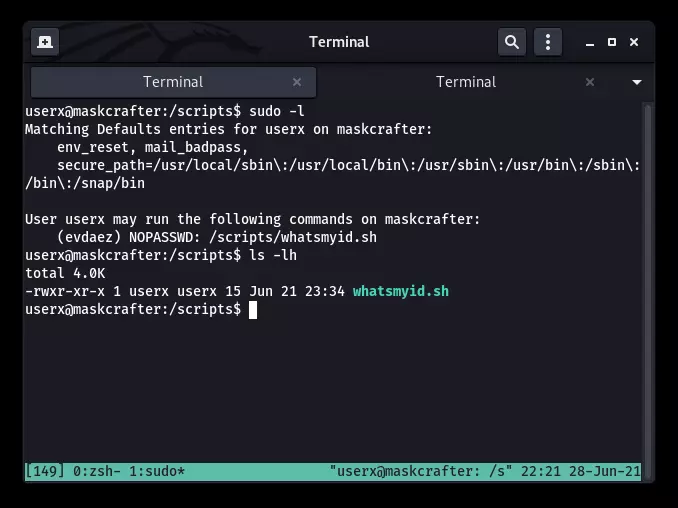 Terminal
Terminal
Terminal
userx@maskcrafter:/scripts$ sudo -l
Matching Defaults entries for userx on maskcrafter:
    env_reset, mail_badpass,
    secure_path=/usr/local/sbin\:/usr/local/bin\:/usr/sbin\:/usr/bin\:/sbin\:
/bin\:/snap/bin

User userx may run the following commands on maskcrafter:
    (evdaez) NOPASSWD: /scripts/whatsmyid.sh
userx@maskcrafter:/scripts$ ls -lh
total 4.0K
-rwxr-xr-x 1 userx userx 15 Jun 21 23:34 whatsmyid.sh
userx@maskcrafter:/scripts$
[149] 0:zsh- 1:sudo* "userx@maskcrafter: /s" 22:21 28-Jun-21